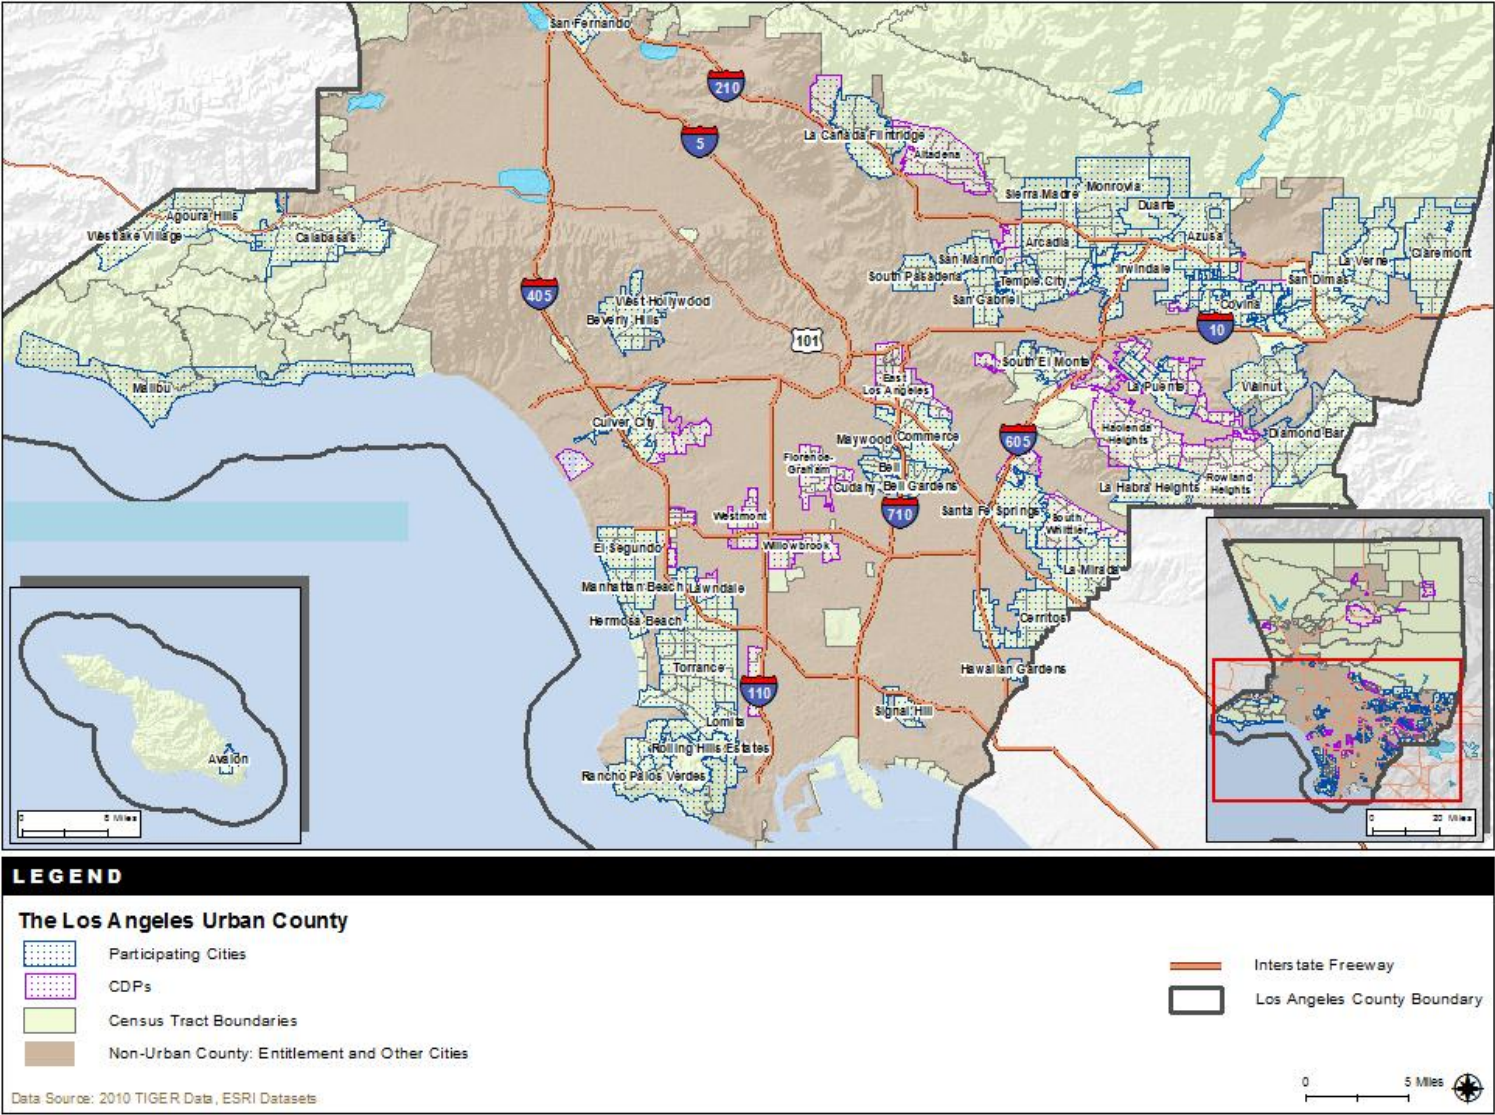 San Fernando
210
5
La Cañada Flintridge
Altadena
Sierra Madre
Monrovia
Duarte
Agoura Hills
Westlake Village
Calabasas
Arcadia
Azusa
San Marino
Irwindale
La Verne
Claremont
South Pasadena
Temple City
San Dimas
San Gabriel
Covina
405
West Hollywood
Beverly Hills
101
10
South El Monte
East
Los Angeles
La Puente
Walnut
Malibu
Culver City
Maywood
Commerce
605
Hacienda
Heights
Diamond Bar
Florence-
Graham
Bell
Cudahy
Bell Gardens
La Habra Heights
Rowland
Heights
710
Santa Fe Springs
South
Whittier
Westmont
Willowbrook
El Segundo
La Mirada
Manhattan Beach
Lawndale
Hermosa Beach
Cerritos
Torrance
Hawaiian Gardens
110
Signal Hill
Lomita
Rolling Hills Estates
Rancho Palos Verdes
Avalon
0 8 Miles
0 20 Miles
LEGEND
The Los Angeles Urban County
Participating Cities
CDPs
Census Tract Boundaries
Non-Urban County: Entitlement and Other Cities
Interstate Freeway
Los Angeles County Boundary
0 5 Miles
Data Source: 2010 TIGER Data, ESRI Datasets